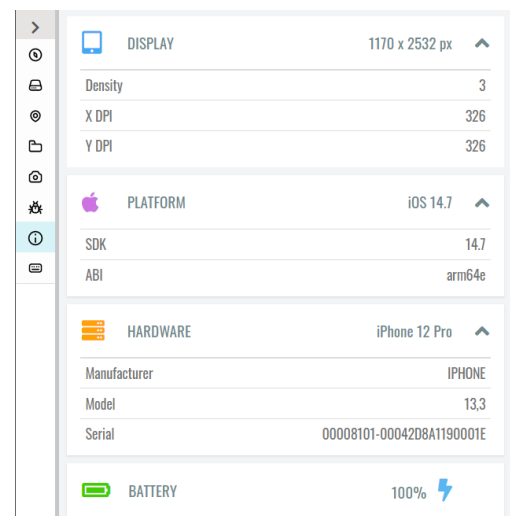 DISPLAY 1170 x 2532 px
Density 3
X DPI 326
Y DPI 326
PLATFORM iOS 14.7
SDK 14.7
ABI arm64e
HARDWARE iPhone 12 Pro
Manufacturer IPHONE
Model 13,3
Serial 00008101-00042D8A1190001E
BATTERY 100%